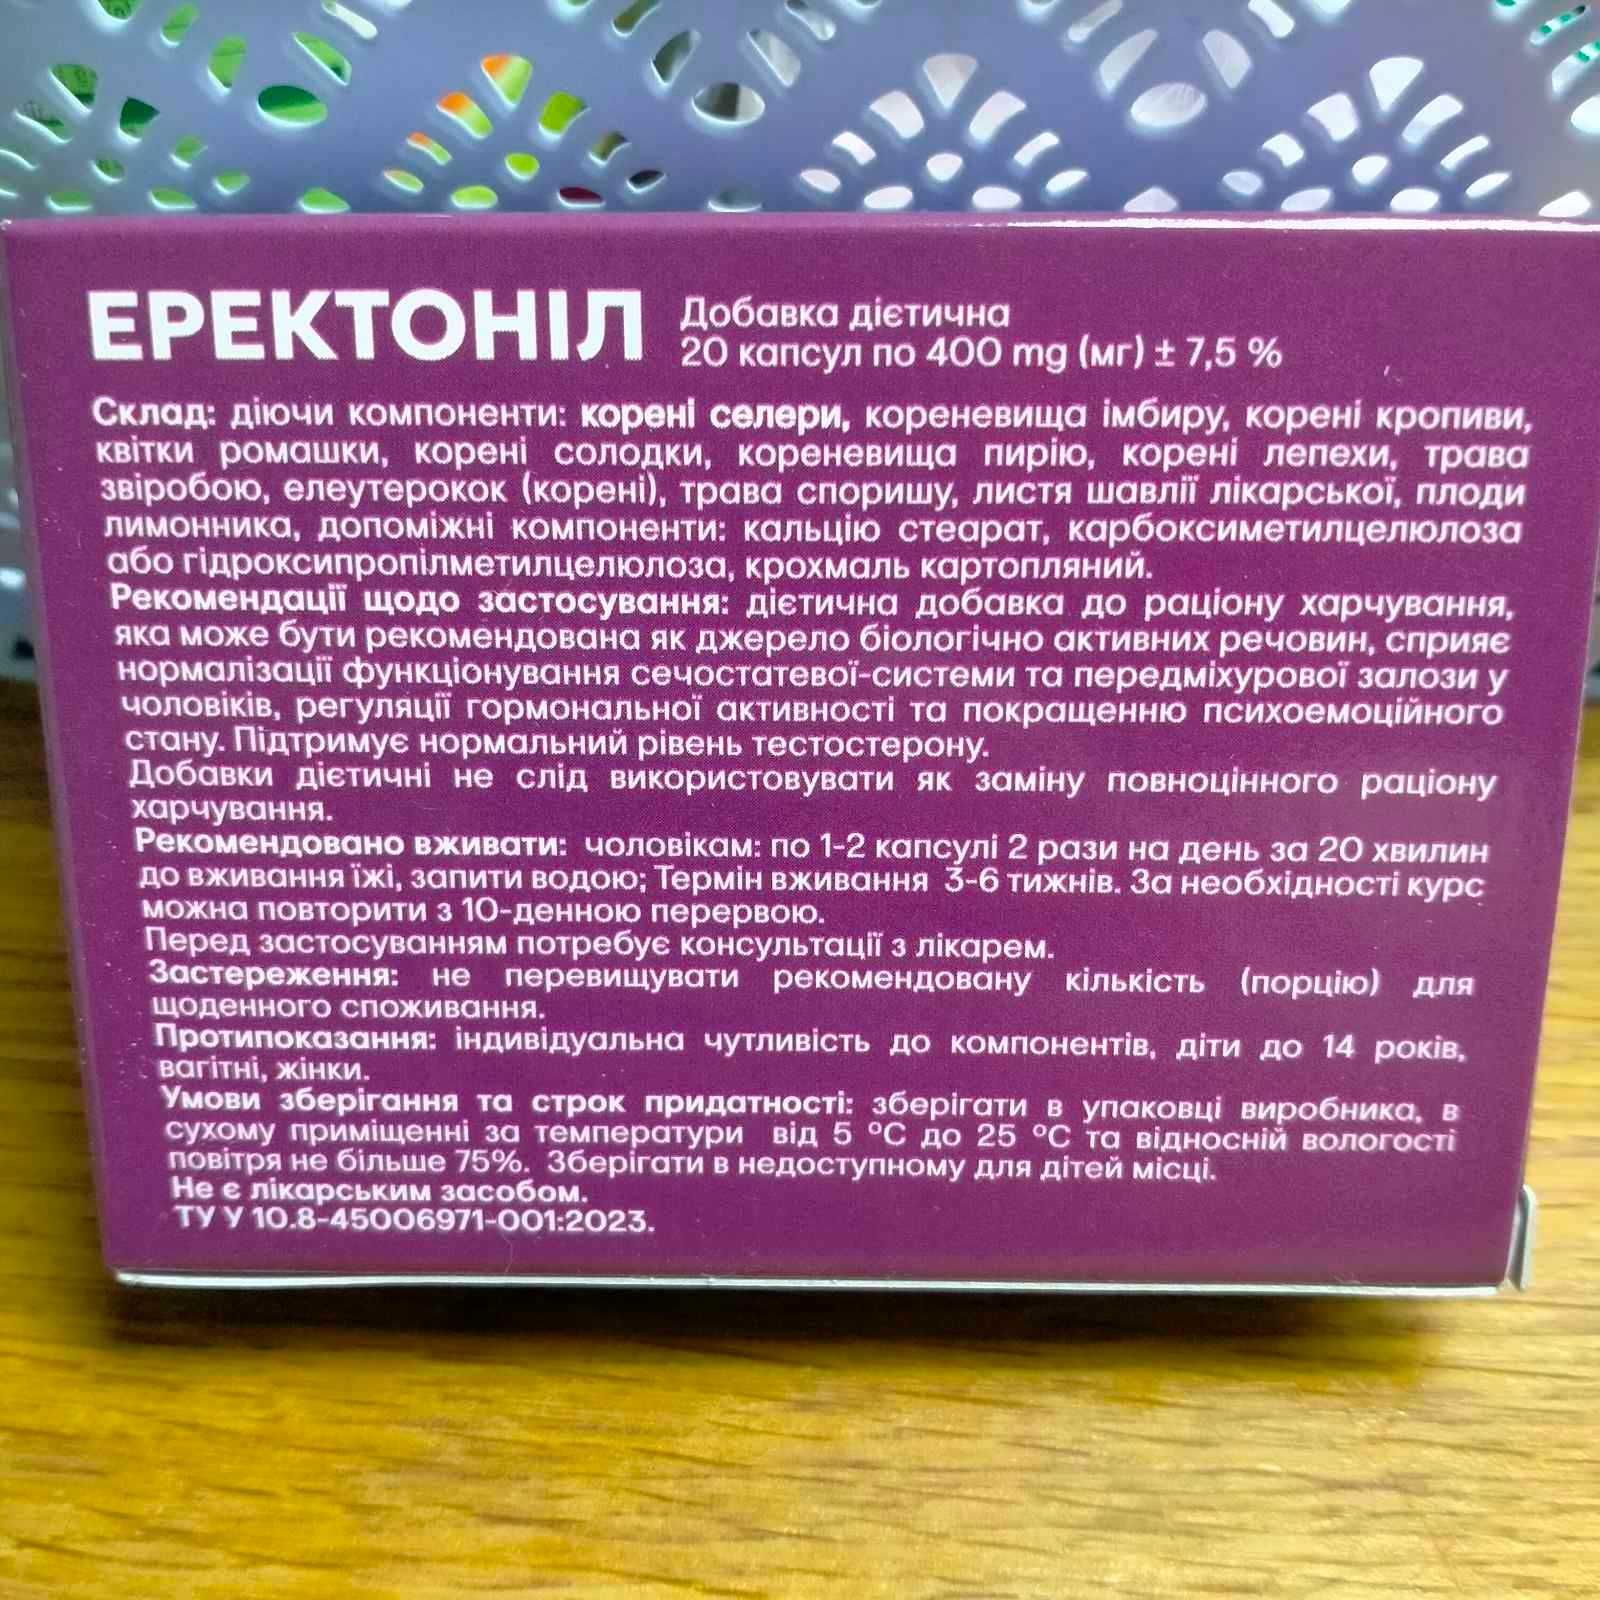 ЕРЕКТОНІЛ
Добавка дієтична
20 капсул по 400 mg (мг) ± 7,5 %
Склад: діючи компоненти: корені селери, кореневища імбиру, корені кропиви,
квітки ромашки, корені солодки, кореневища пирію, корені лепехи, трава
звіробою, елеутерокок (корені), трава споришу, листя шавлії лікарської, плоди
лимонника, допоміжні компоненти: кальцію стеарат, карбоксиметилцелюлоза
або гідроксипропілметилцелюлоза, крохмаль картопляний.
Рекомендації щодо застосування: дієтична добавка до раціону харчування,
яка може бути рекомендована як джерело біологічно активних речовин, сприяє
нормалізації функціонування сечостатевої-системи та передміхурової залози у
чоловіків, регуляції гормональної активності та покращенню психоемоційного
стану. Підтримує нормальний рівень тестостерону.
Добавки дієтичні не слід використовувати як заміну повноцінного раціону
харчування.
Рекомендовано вживати: чоловікам: по 1-2 капсулі 2 рази на день за 20 хвилин
до вживання їжі, запити водою; Термін вживання 3-6 тижнів. За необхідності курс
можна повторити з 10-денною перервою.
Перед застосуванням потребує консультації з лікарем.
Застереження: не перевищувати рекомендовану кількість (порцію) для
щоденного споживання.
Протипоказання: індивідуальна чутливість до компонентів, діти до 14 років,
вагітні, жінки.
Умови зберігання та строк придатності: зберігати в упаковці виробника, в
сухому приміщенні за температури від 5 °С до 25 °С та відносній вологості
повітря не більше 75%. Зберігати в недоступному для дітей місці.
Не є лікарським засобом.
ТУ У 10.8-45006971-001:2023.